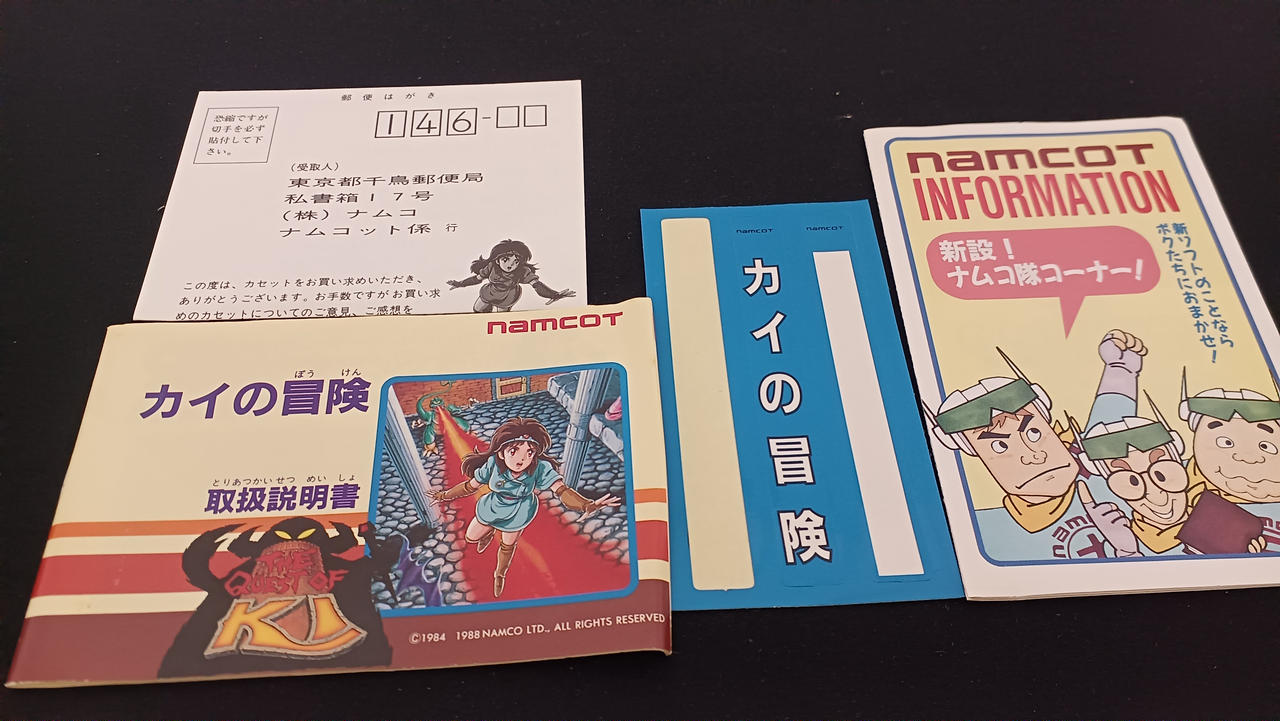 郵便はがき
恐縮ですが
切手を必ず
貼付して下
さい。
146-
(受取人)
東京都千鳥郵便局
私書箱17号
(株)ナムコ
ナムコット係 行
この度は、カセットをお買い求めいただき、
ありがとうございます。お手数ですがお買い求
めのカセットについてのご意見、ご感想を
namcoT
ぼうけん
カイの冒険
とりあつかいせつめいしょ
取扱説明書
THE
QUEST OF
KI
©1984 1988 NAMCO LTD., ALL RIGHTS RESERVED
namcoT
namcoT
カイの冒険
namcoT
INFORMATION
新設!
ナムコ隊コーナー!
新ソフトのことなら
ボクたちにおまかせ!